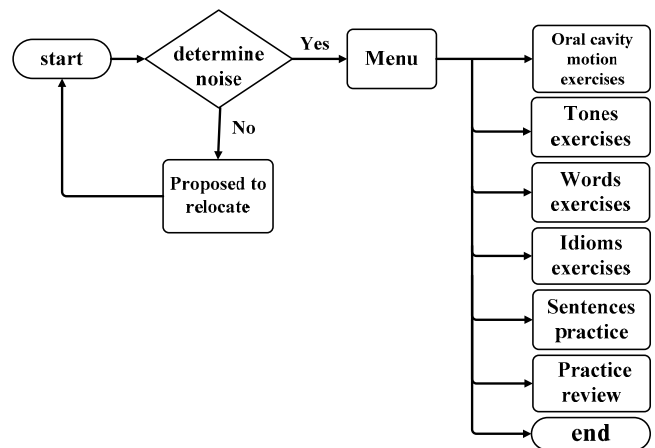 start
determine
noise
Yes
No
Proposed to
relocate
Menu
Oral cavity
motion
exercises
Tones
exercises
Words
exercises
Idioms
exercises
Sentences
practice
Practice
review
end